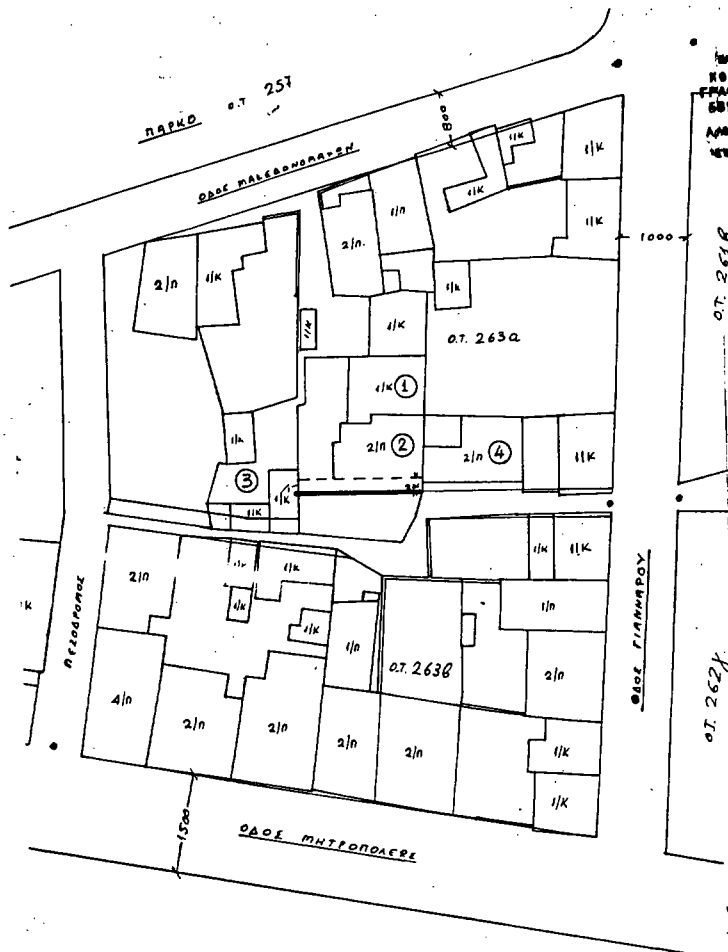 ΠΑΡΚΟ Ο.Τ 257
ΟΔΟΣ ΜΑΚΕΔΟΝΟΜΑΧΩΝ
800
1/Κ
1/Κ
1/Κ
1/Π
2/Π.
1/Κ
1000
2/Π
1/Κ
1/Κ
1/Κ
1/Κ
Ο.Τ. 263α
Ο.Τ. 261β
1/Κ 1
2/Π 2
2/Π 4
1/Κ
1/Κ
3
1/Κ
1/Κ
2/Π
1/Κ
1/Κ
1/Κ
1/Κ
1/Κ
1/Κ
ΠΕΖΟΔΡΟΜΟΣ
1/Π
1/Π
Ο.Τ. 263β
2/Π
ΟΔΟΣ ΓΙΑΝΝΑΡΟΥ
Ο.Τ. 262γ
4/Π
2/Π
2/Π
2/Π
2/Π
1/Κ
1/Κ
1500
ΟΔΟΣ ΜΗΤΡΟΠΟΛΕΩΣ